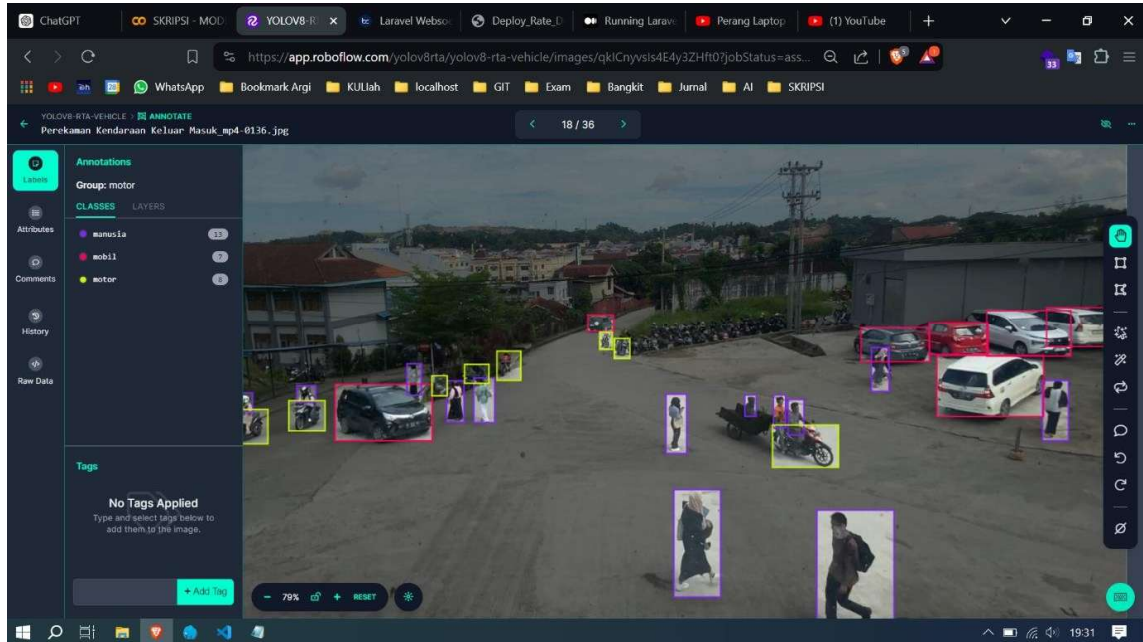 ChatGPT
SKRIPSI - MOD
YOLOV8-R
Laravel Webso
Deploy_Rate_D
Running Larav
Perang Laptop
(1) YouTube
https://app.roboflow.com/yolov8rta/yolov8-rta-vehicle/images/qkICnyvsIs4E4y3ZHft0?jobStatus=ass...
33
WhatsApp
Bookmark Argi
KULIah
localhost
GIT
Exam
Bangkit
Jurnal
AI
SKRIPSI
YOLOV8-RTA-VEHICLE > ANNOTATE
Perekaman Kendaraan Keluar Masuk_mp4-0136.jpg
18 / 36
Labels
Attributes
Comments
History
Raw Data
Annotations
Group: motor
CLASSES LAYERS
manusia 13
mobil 7
motor 8
Tags
No Tags Applied
Type and select tags below to
add them to the image.
+ Add Tag
79% + RESET
19:31